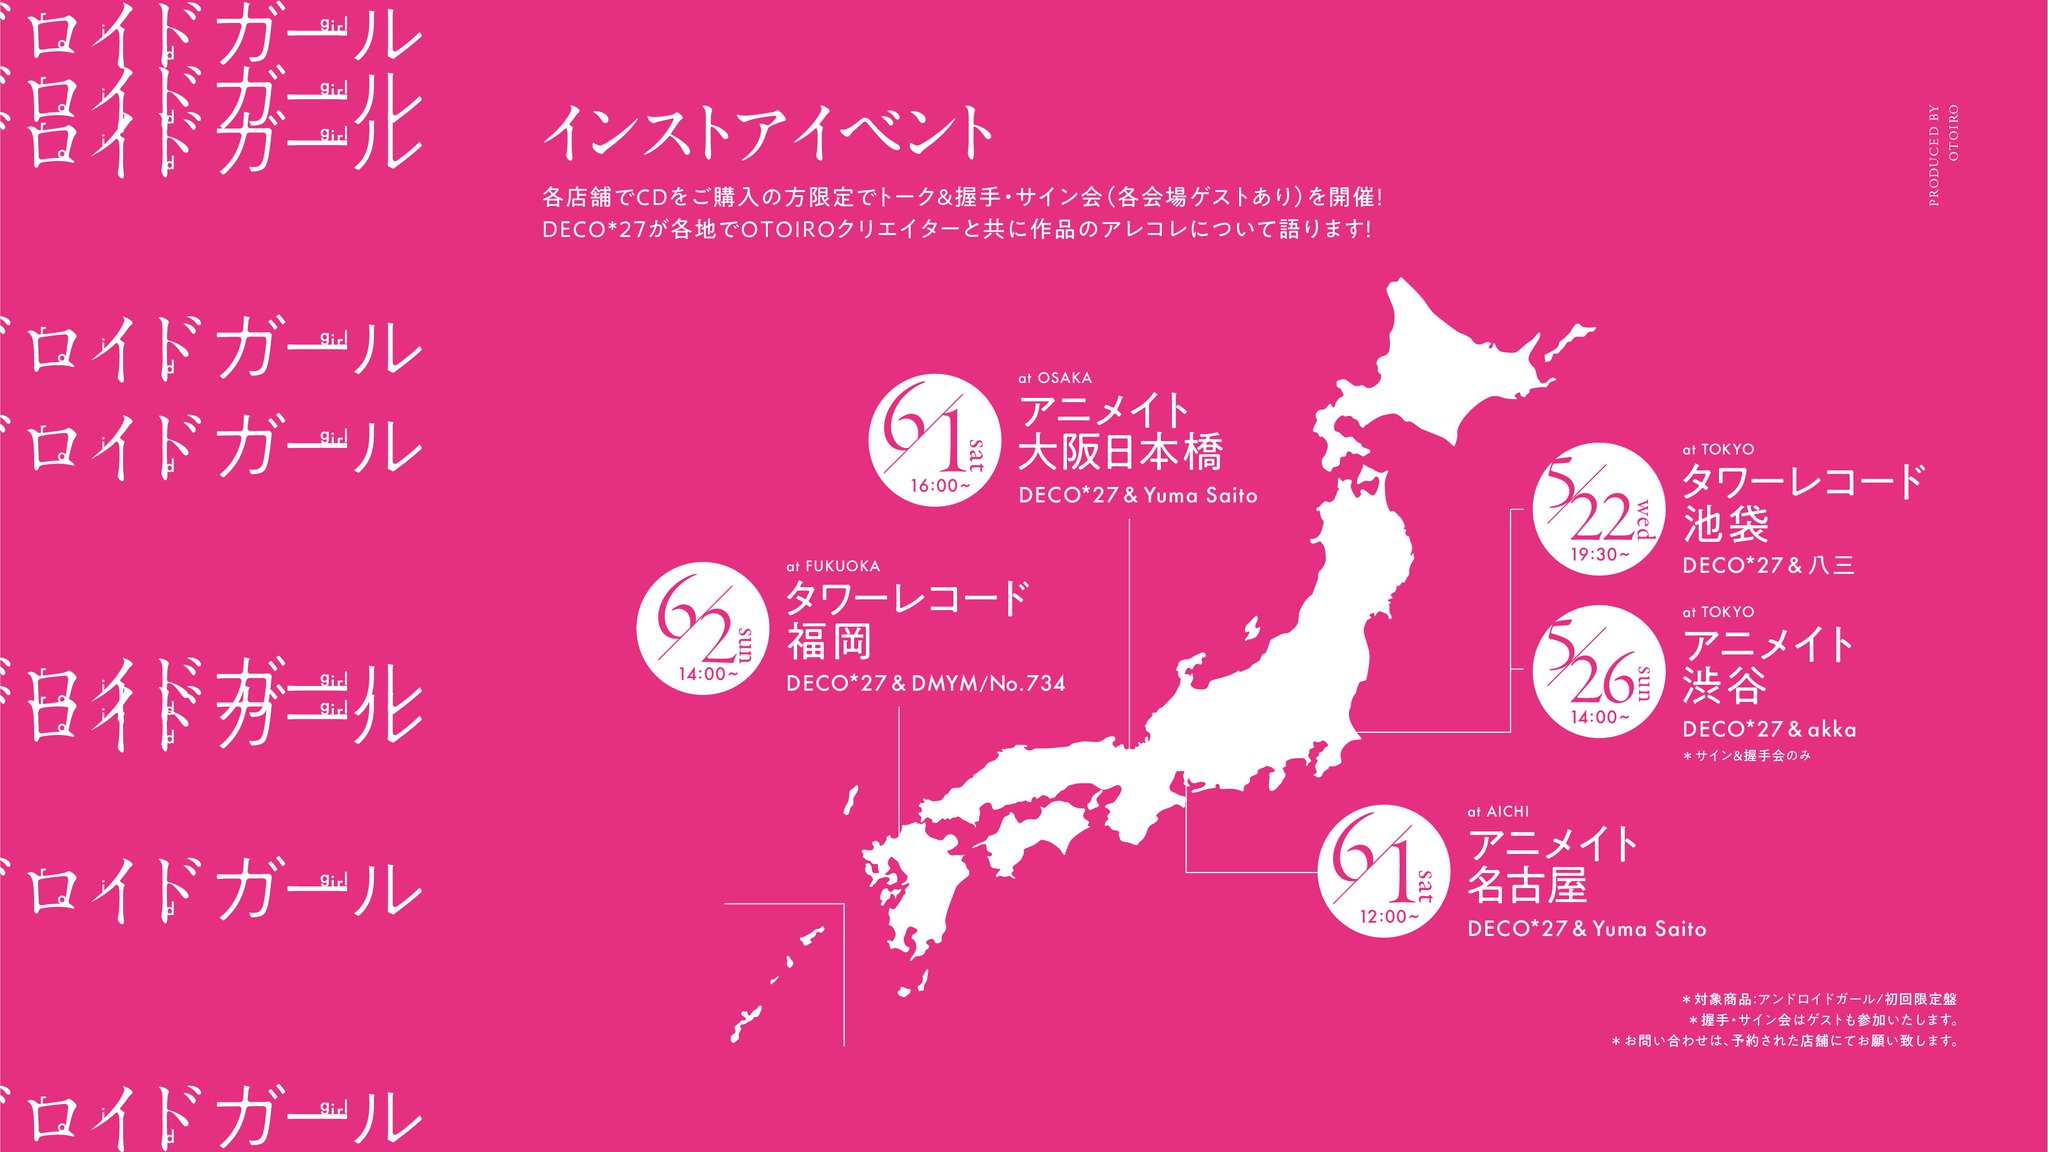 ロイドガール
roid girl
ロイドガール
roid girl
ロイドガール
roid girl
ロイドガール
roid girl
ロイドガール
roid girl
ロイドガール
roid girl
ロイドガール
roid girl
ロイドガール
roid girl
ロイドガール
roid girl
インストアイベント
各店舗でCDをご購入の方限定でトーク&握手・サイン会(各会場ゲストあり)を開催!
DECO*27が各地でOTOIROクリエイターと共に作品のアレコレについて語ります!
PRODUCED BY
OTOIRO
6/1 sat
16:00~
at OSAKA
アニメイト
大阪日本橋
DECO*27 & Yuma Saito
5/22 wed
19:30~
at TOKYO
タワーレコード
池袋
DECO*27 & 八三
6/2 sun
14:00~
at FUKUOKA
タワーレコード
福岡
DECO*27 & DMYM/No.734
5/26 sun
14:00~
at TOKYO
アニメイト
渋谷
DECO*27 & akka
*サイン&握手会のみ
6/1 sat
12:00~
at AICHI
アニメイト
名古屋
DECO*27 & Yuma Saito
*対象商品:アンドロイドガール/初回限定盤
*握手・サイン会はゲストも参加いたします。
*お問い合わせは、予約された店舗にてお願い致します。